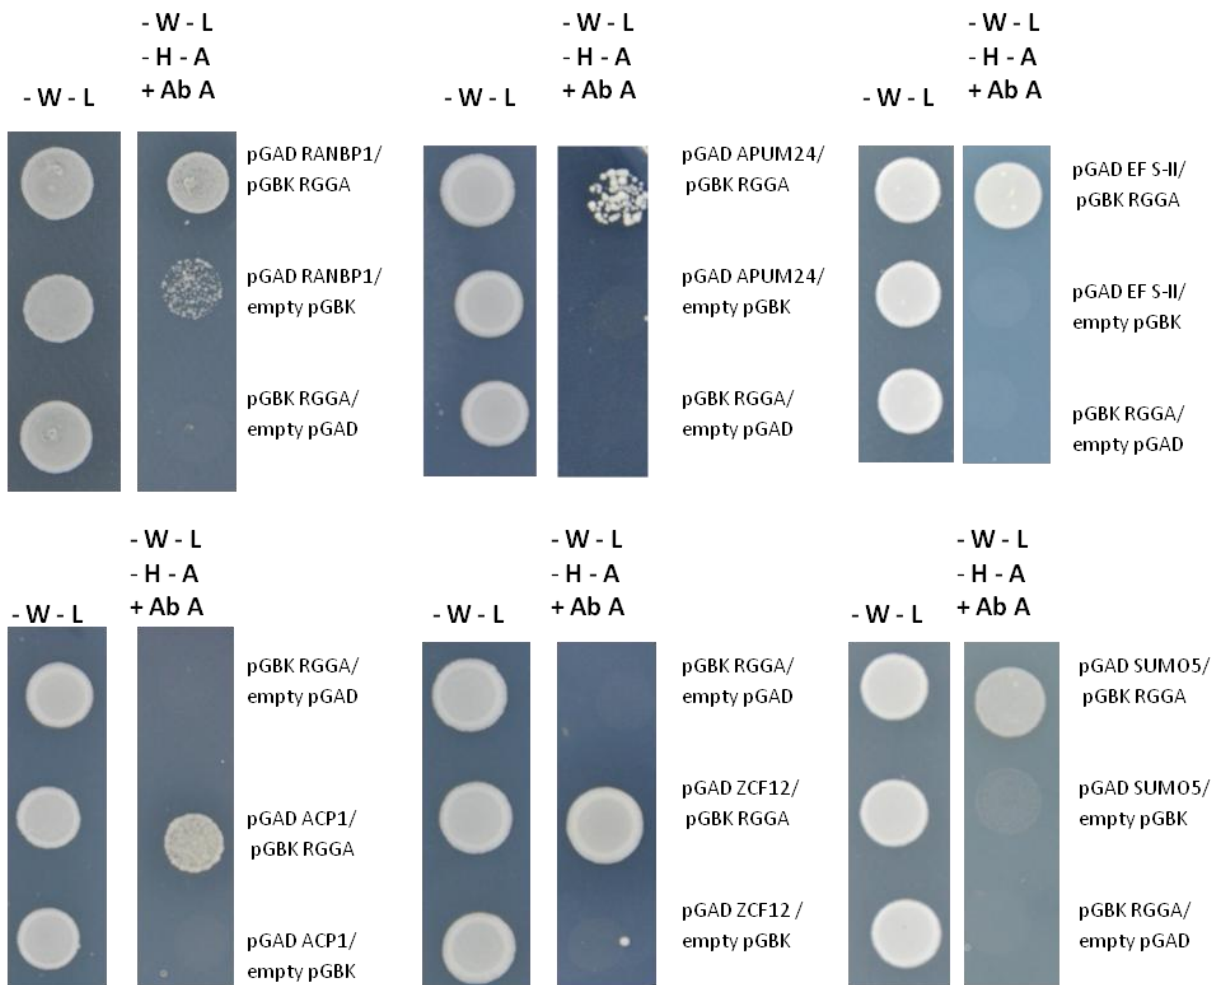 - W - L
- W - L
- H - A
+ Ab A
pGAD RANBP1/
pGBK RGGA
pGAD RANBP1/
empty pGBK
pGBK RGGA/
empty pGAD
- W - L
- W - L
- H - A
+ Ab A
pGAD APUM24/
pGBK RGGA
pGAD APUM24/
empty pGBK
pGBK RGGA/
empty pGAD
- W - L
- W - L
- H - A
+ Ab A
pGAD EF S-II/
pGBK RGGA
pGAD EF S-II/
empty pGBK
pGBK RGGA/
empty pGAD
- W - L
- W - L
- H - A
+ Ab A
pGBK RGGA/
empty pGAD
pGAD ACP1/
pGBK RGGA
pGAD ACP1/
empty pGBK
- W - L
- W - L
- H - A
+ Ab A
pGBK RGGA/
empty pGAD
pGAD ZCF12/
pGBK RGGA
pGAD ZCF12 /
empty pGBK
- W - L
- W - L
- H - A
+ Ab A
pGAD SUMO5/
pGBK RGGA
pGAD SUMO5/
empty pGBK
pGBK RGGA/
empty pGAD